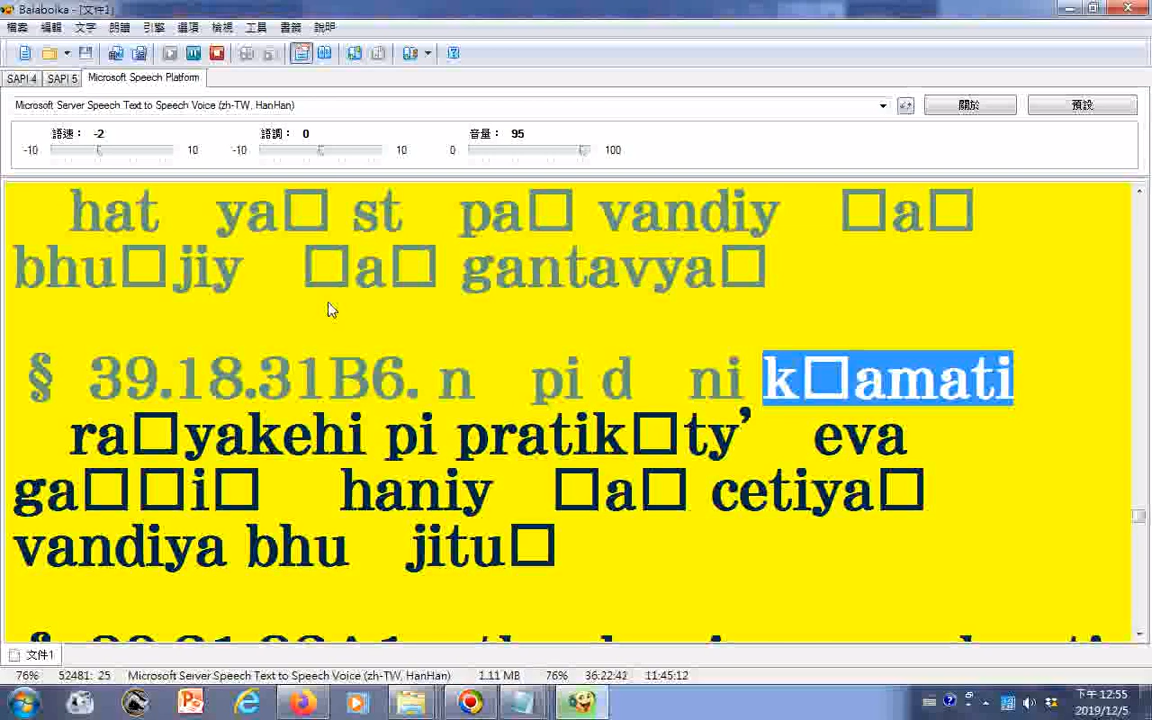 Balabolka - [文件1]
檔案 編輯 文字 朗讀 引擎 選項 檢視 工具 書籤 說明
SAPI 4 SAPI 5 Microsoft Speech Platform
Microsoft Server Speech Text to Speech Voice (zh-TW, HanHan) 關於 預設
語速： -2 語調： 0 音量： 95
-10 10 -10 10 0 100
hat ya□ st pa□ vandiy □a□
bhu□jiy □a□ gantavya□
§ 39.18.31B6. n pi d ni k□amati
ra□yakehi pi pratik□ty’ eva
ga□□i□ haniy □a□ cetiya□
vandiya bhu jitu□
文件1
76% 52481: 25 Microsoft Server Speech Text to Speech Voice (zh-TW, HanHan) 1.11 MB 76% 36:22:42 11:45:12
下午 12:55
2019/12/5